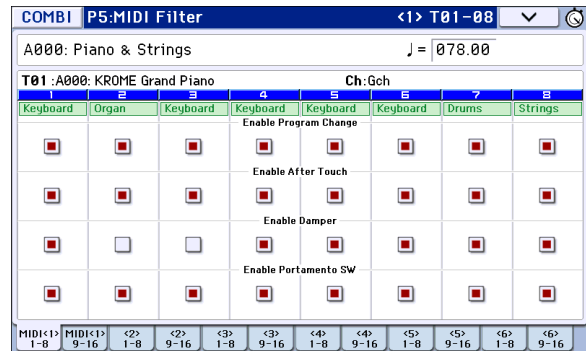 COMBI P5:MIDI Filter <1> T01-08
A000: Piano & Strings ♩= 078.00
T01 :A000: KROME Grand Piano Ch:Gch
1 2 3 4 5 6 7 8
Keyboard Organ Keyboard Keyboard Keyboard Keyboard Drums Strings
Enable Program Change
Enable After Touch
Enable Damper
Enable Portamento SW
MIDI<1> MIDI<1> <2> <2> <3> <3> <4> <4> <5> <5> <6> <6>
1-8 9-16 1-8 9-16 1-8 9-16 1-8 9-16 1-8 9-16 1-8 9-16